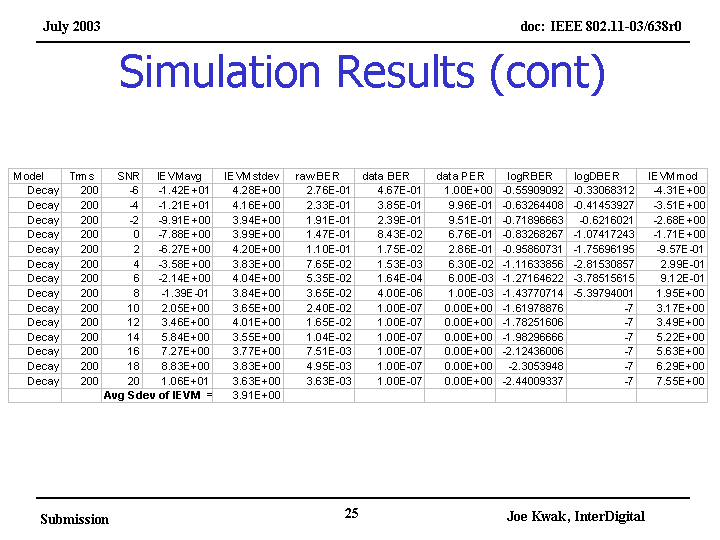 July 2003 doc: IEEE 802.11-03/638r0
Simulation Results (cont)
Model Trms SNR IEVMavg IEVMstdev rawBER data BER data PER logRBER logDBER IEVMmod
Decay 200 -6 -1.42E+01 4.28E+00 2.76E-01 4.67E-01 1.00E+00 -0.55909092 -0.33068312 -4.31E+00
Decay 200 -4 -1.21E+01 4.16E+00 2.33E-01 3.85E-01 9.96E-01 -0.63264408 -0.41453927 -3.51E+00
Decay 200 -2 -9.91E+00 3.94E+00 1.91E-01 2.39E-01 9.51E-01 -0.71896663 -0.6216021 -2.68E+00
Decay 200 0 -7.88E+00 3.99E+00 1.47E-01 8.43E-02 6.76E-01 -0.83268267 -1.07417243 -1.71E+00
Decay 200 2 -6.27E+00 4.20E+00 1.10E-01 1.75E-02 2.86E-01 -0.95860731 -1.75696195 -9.57E-01
Decay 200 4 -3.58E+00 3.83E+00 7.65E-02 1.53E-03 6.30E-02 -1.11633856 -2.81530857 2.99E-01
Decay 200 6 -2.14E+00 4.04E+00 5.35E-02 1.64E-04 6.00E-03 -1.27164622 -3.78515615 9.12E-01
Decay 200 8 -1.39E-01 3.84E+00 3.65E-02 4.00E-06 1.00E-03 -1.43770714 -5.39794001 1.95E+00
Decay 200 10 2.05E+00 3.65E+00 2.40E-02 1.00E-07 0.00E+00 -1.61978876 -7 3.17E+00
Decay 200 12 3.46E+00 4.01E+00 1.65E-02 1.00E-07 0.00E+00 -1.78251606 -7 3.49E+00
Decay 200 14 5.84E+00 3.55E+00 1.04E-02 1.00E-07 0.00E+00 -1.98296666 -7 5.22E+00
Decay 200 16 7.27E+00 3.77E+00 7.51E-03 1.00E-07 0.00E+00 -2.12436006 -7 5.63E+00
Decay 200 18 8.83E+00 3.83E+00 4.95E-03 1.00E-07 0.00E+00 -2.3053948 -7 6.29E+00
Decay 200 20 1.06E+01 3.63E+00 3.63E-03 1.00E-07 0.00E+00 -2.44009337 -7 7.55E+00
Avg Sdev of IEVM = 3.91E+00
Submission 25 Joe Kwak, InterDigital